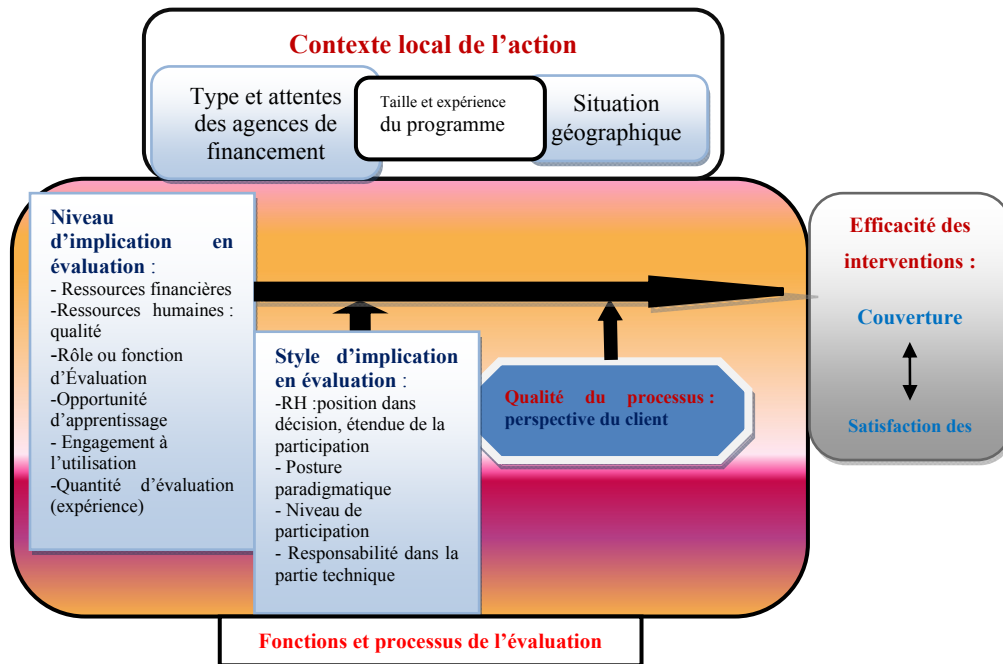 Contexte local de l'action
Type et attentes
des agences de
financement
Taille et expérience
du programme
Situation
géographique
Niveau
d'implication en
évaluation :
- Ressources financières
-Ressources humaines :
qualité
-Rôle ou fonction
d'Évaluation
-Opportunité
d'apprentissage
- Engagement à
l'utilisation
-Quantité d'évaluation
(expérience)
Style d'implication
en évaluation :
-RH :position dans
décision, étendue de la
participation
- Posture
paradigmatique
- Niveau de
participation
- Responsabilité dans la
partie technique
Qualité du processus :
perspective du client
Efficacité des
interventions :
Couverture
Satisfaction des
Fonctions et processus de l'évaluation